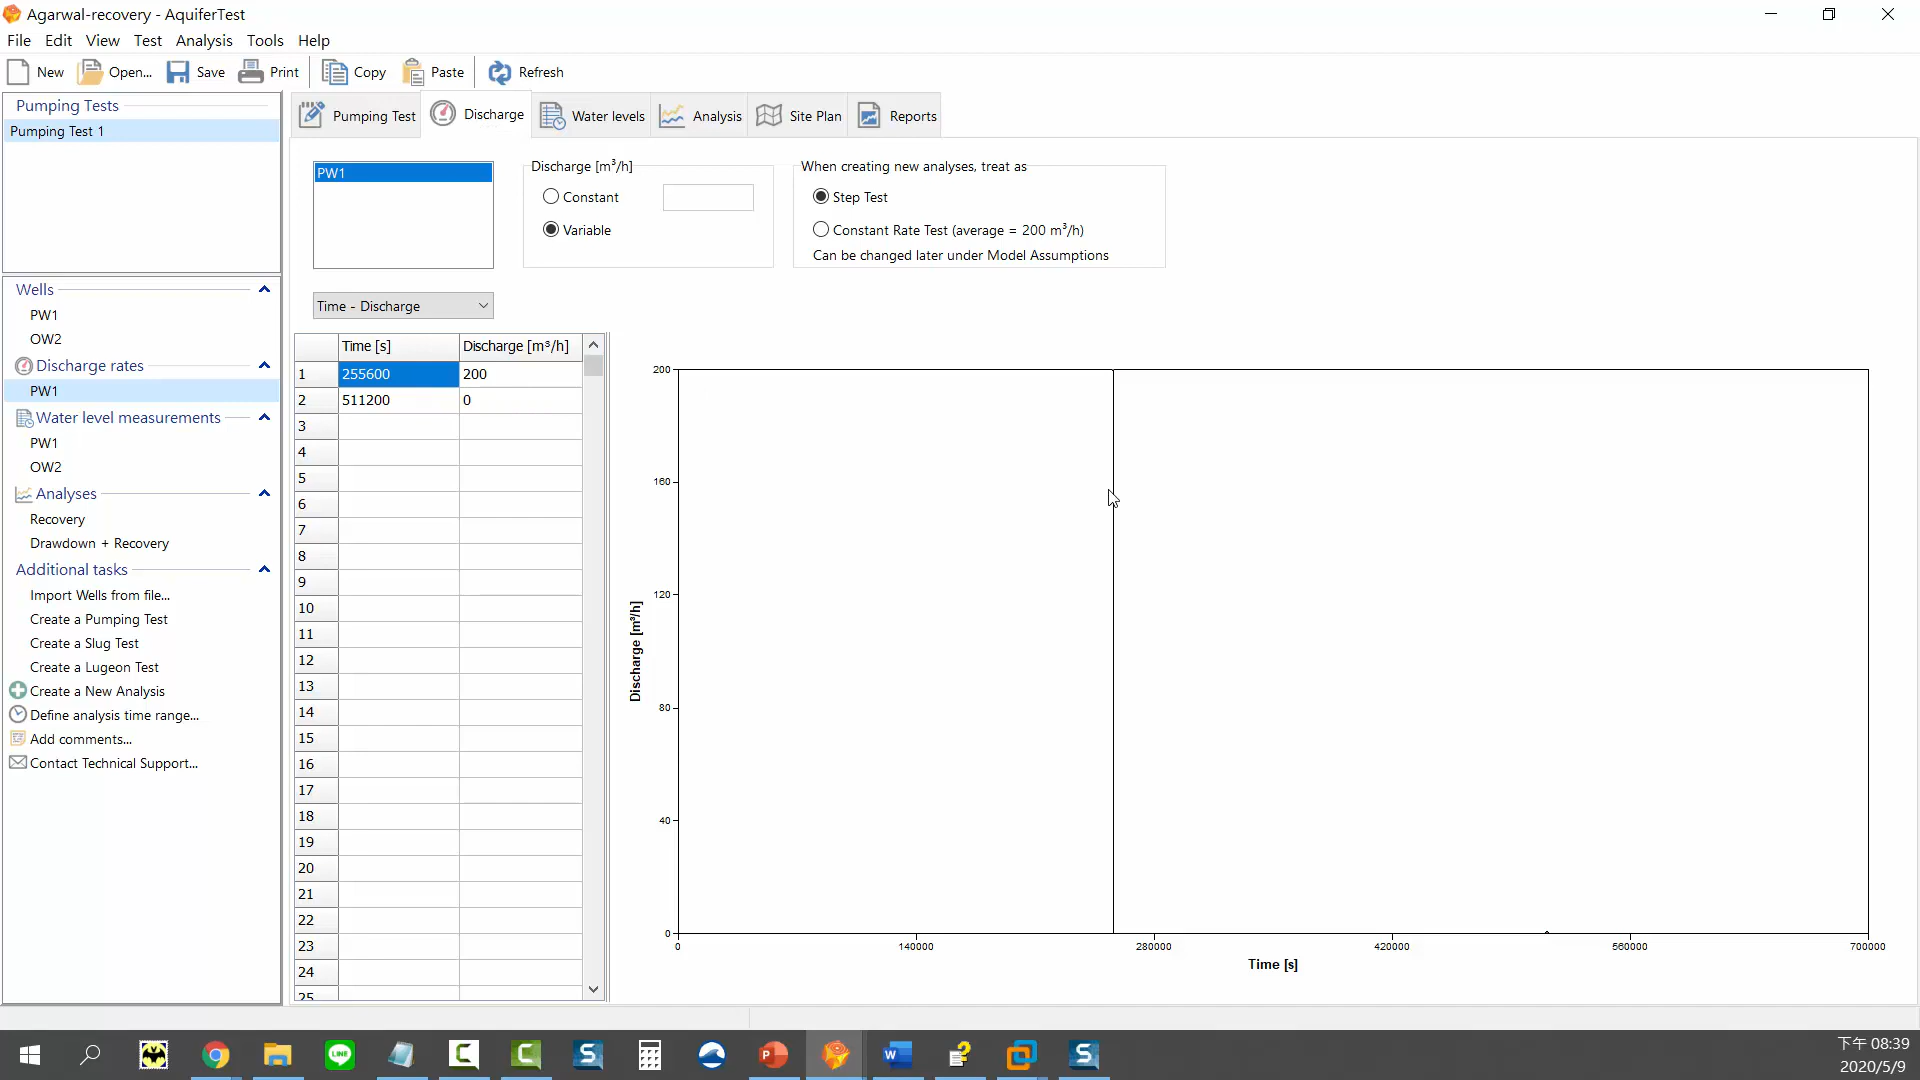 Agarwal-recovery - AquiferTest
File Edit View Test Analysis Tools Help
New Open... Save Print Copy Paste Refresh
Pumping Tests
Pumping Test 1
Wells
PW1
OW2
Discharge rates
PW1
Water level measurements
PW1
OW2
Analyses
Recovery
Drawdown + Recovery
Additional tasks
Import Wells from file...
Create a Pumping Test
Create a Slug Test
Create a Lugeon Test
Create a New Analysis
Define analysis time range...
Add comments...
Contact Technical Support...
Pumping Test Discharge Water levels Analysis Site Plan Reports
PW1
Discharge [m³/h]
Constant
Variable
When creating new analyses, treat as
Step Test
Constant Rate Test (average = 200 m³/h)
Can be changed later under Model Assumptions
Time - Discharge
Time [s] Discharge [m³/h]
1 255600 200
2 511200 0
3
4
5
6
7
8
9
10
11
12
13
14
15
16
17
18
19
20
21
22
23
24
25
200
160
120
80
40
0
Discharge [m³/h]
0 140000 280000 420000 560000 700000
Time [s]
LINE
C
C
S
P
W
S
下午 08:39
2020/5/9